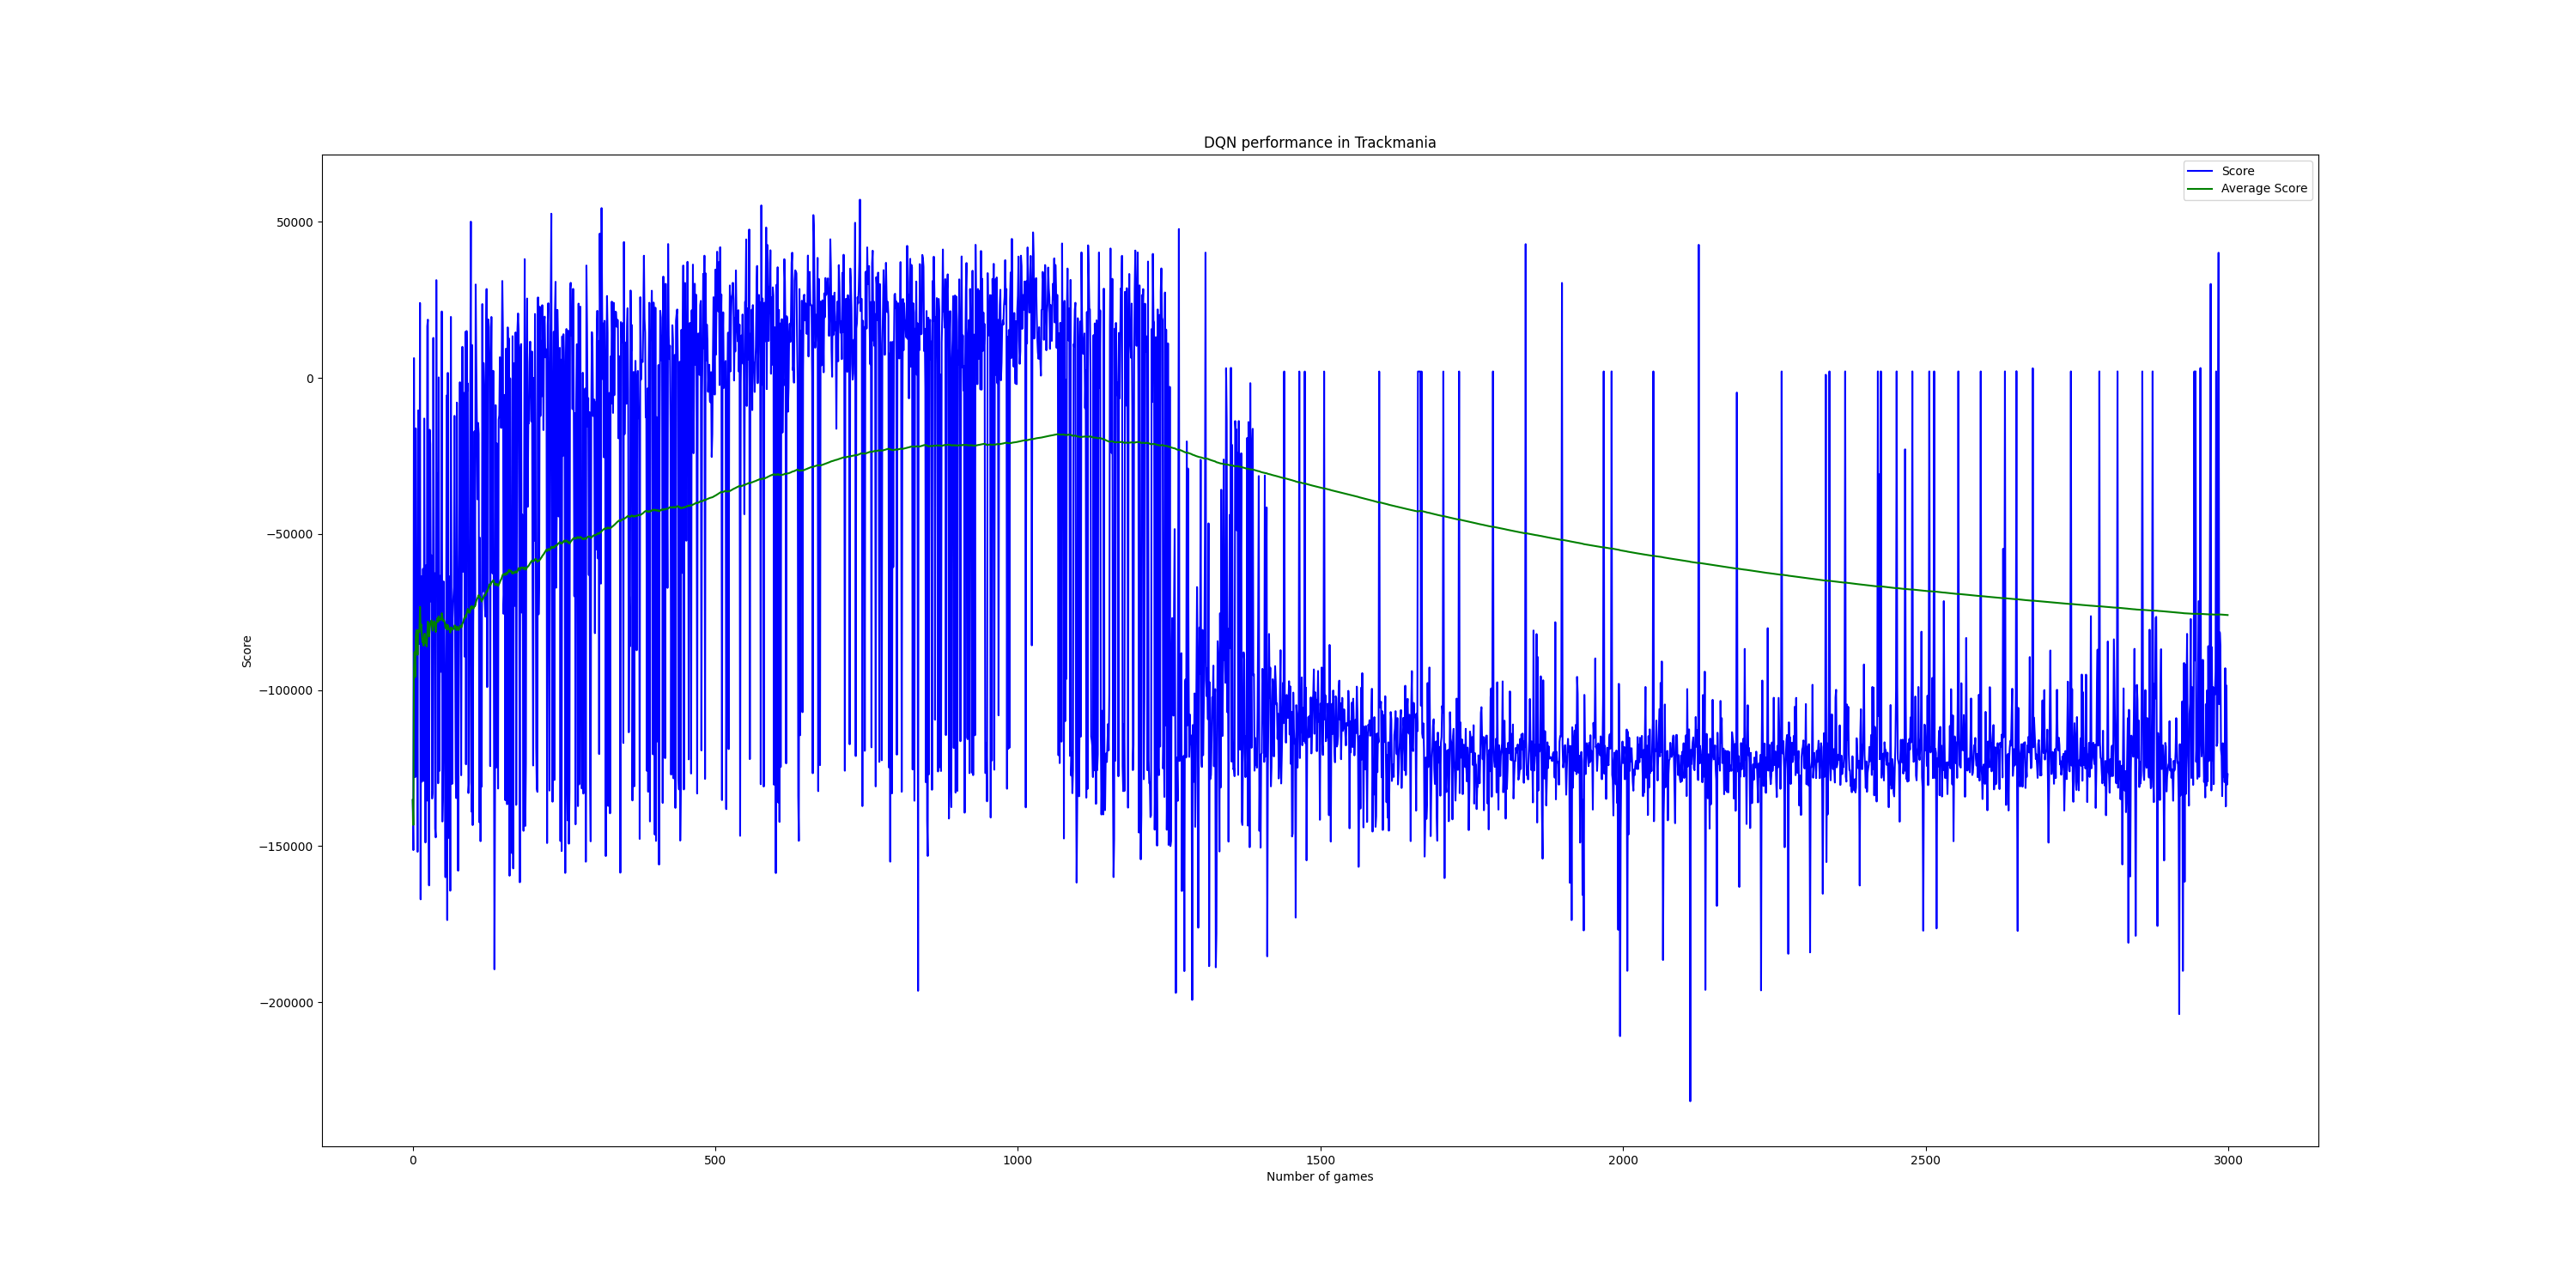 DQN performance in Trackmania
Score
Average Score
50000
0
−50000
−100000
−150000
−200000
Score
0
500
1000
1500
2000
2500
3000
Number of games